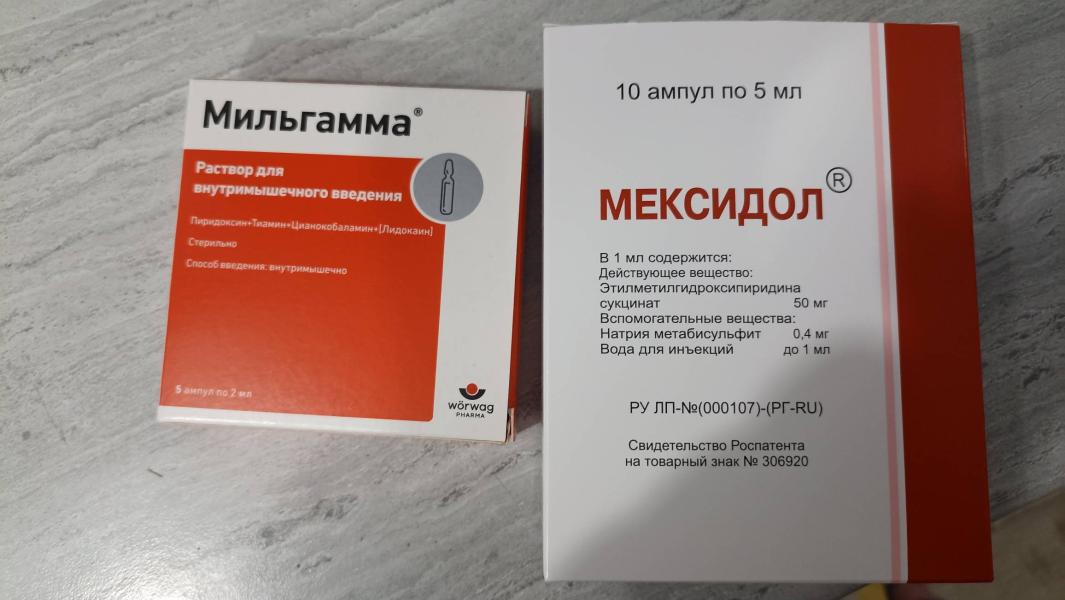 Мильгамма®
Раствор для
внутримышечного введения
Пиридоксин+Тиамин+Цианокобаламин+[Лидокаин]
Стерильно
Способ введения: внутримышечно
5 ампул по 2 мл
wörwag
PHARMA
10 ампул по 5 мл
МЕКСИДОЛ®
В 1 мл содержится:
Действующее вещество:
Этилметилгидроксипиридина
сукцинат 50 мг
Вспомогательные вещества:
Натрия метабисульфит 0,4 мг
Вода для инъекций до 1 мл
РУ ЛП-№(000107)-(РГ-RU)
Свидетельство Роспатента
на товарный знак № 306920